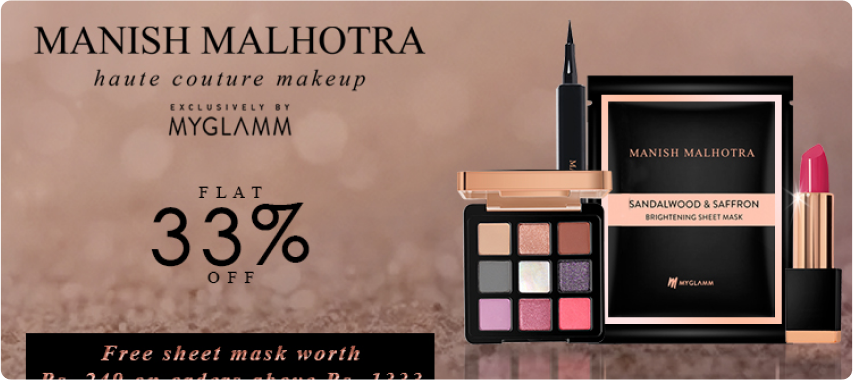 MANISH MALHOTRA
haute couture makeup
EXCLUSIVELY BY
MYGLAMM
FLAT
33%
OFF
Free sheet mask worth
MANISH MALHOTRA
SANDALWOOD & SAFFRON
BRIGHTENING SHEET MASK
MYGLAMM
M